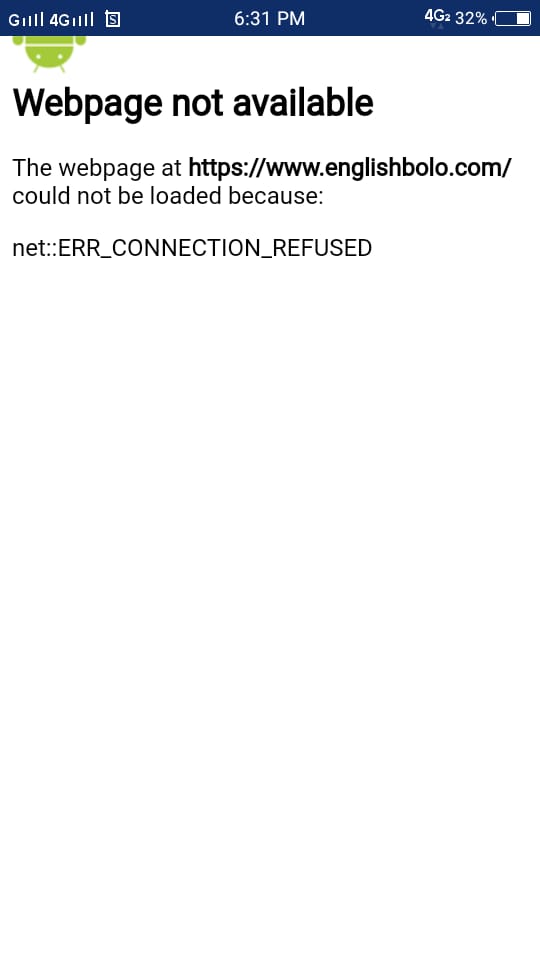 G 4G 6:31 PM 4G2 32%
Webpage not available
The webpage at https://www.englishbolo.com/
could not be loaded because:
net::ERR_CONNECTION_REFUSED